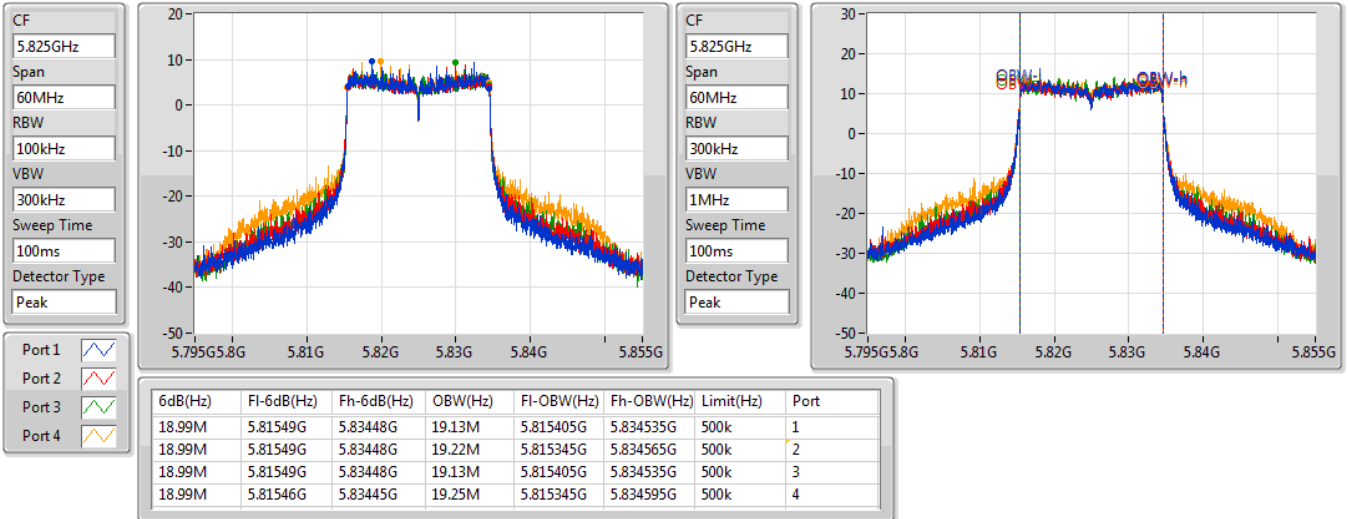 CF
5.825GHz
Span
60MHz
RBW
100kHz
VBW
300kHz
Sweep Time
100ms
Detector Type
Peak
20
10
0
-10
-20
-30
-40
-50
5.795G 5.8G 5.81G 5.82G 5.83G 5.84G 5.855G
CF
5.825GHz
Span
60MHz
RBW
300kHz
VBW
1MHz
Sweep Time
100ms
Detector Type
Peak
30
20
10
0
-10
-20
-30
-40
-50
OBW-l OBW-h
5.795G 5.8G 5.81G 5.82G 5.83G 5.84G 5.855G
Port 1
Port 2
Port 3
Port 4
6dB(Hz) Fl-6dB(Hz) Fh-6dB(Hz) OBW(Hz) Fl-OBW(Hz) Fh-OBW(Hz) Limit(Hz) Port
18.99M 5.81549G 5.83448G 19.13M 5.815405G 5.834535G 500k 1
18.99M 5.81549G 5.83448G 19.22M 5.815345G 5.834565G 500k 2
18.99M 5.81549G 5.83448G 19.13M 5.815405G 5.834535G 500k 3
18.99M 5.81546G 5.83445G 19.25M 5.815345G 5.834595G 500k 4